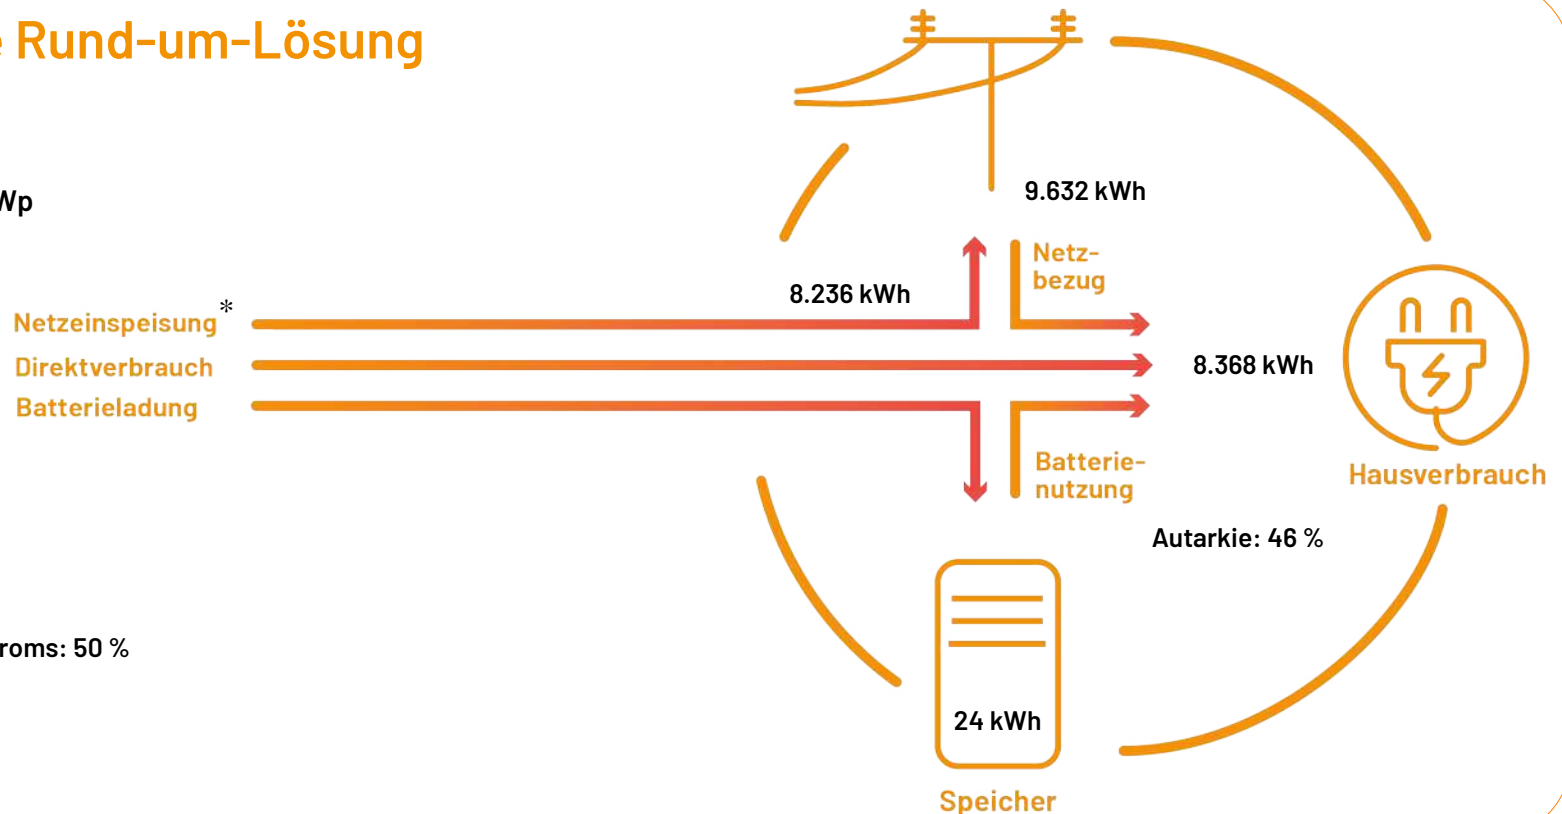 e Rund-um-Lösung
Wp
9.632 kWh
Netz-
bezug
8.236 kWh
Netzeinspeisung*
Direktverbrauch
8.368 kWh
Batterieladung
Batterie-
nutzung
Hausverbrauch
Autarkie: 46 %
roms: 50 %
24 kWh
Speicher